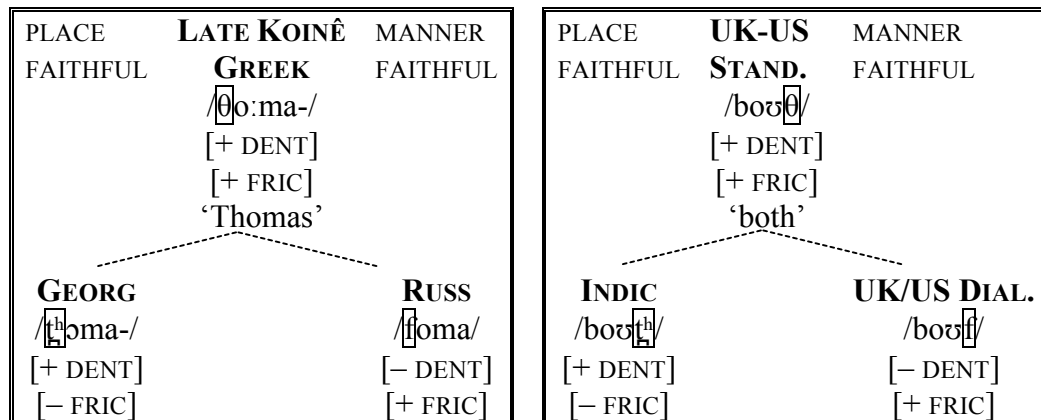 PLACE LATE KOINÊ MANNER
FAITHFUL GREEK FAITHFUL
/θoːma-/
[+ DENT]
[+ FRIC]
‘Thomas’
GEORG RUSS
/t̪ʰɔma-/ /foma/
[+ DENT] [– DENT]
[– FRIC] [+ FRIC]
PLACE UK-US MANNER
FAITHFUL STAND. FAITHFUL
/boʊθ/
[+ DENT]
[+ FRIC]
‘both’
INDIC UK/US DIAL.
/boʊt̪ʰ/ /boʊf/
[+ DENT] [– DENT]
[– FRIC] [+ FRIC]